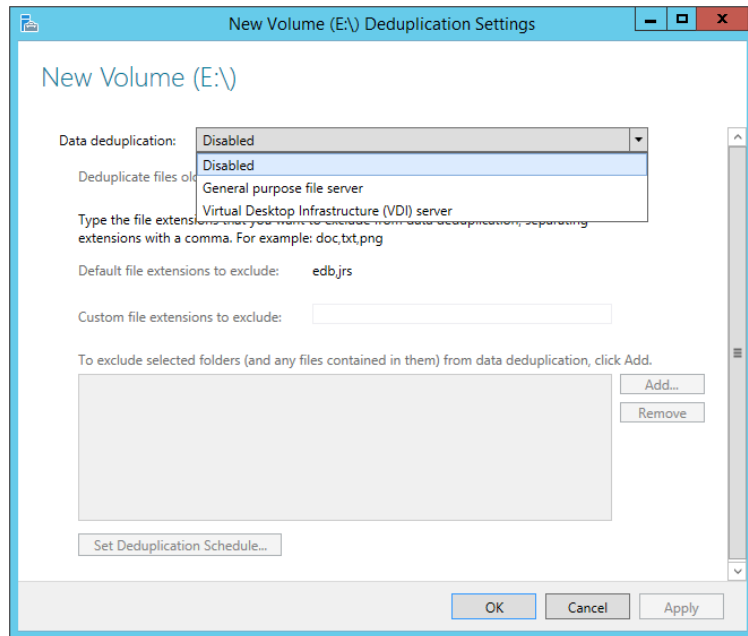 New Volume (E:\) Deduplication Settings
New Volume (E:\)
Data deduplication: Disabled
Disabled
Deduplicate files
General purpose file server
Virtual Desktop Infrastructure (VDI) server
Type the file extensions that you want to exclude from data deduplication, separating
extensions with a comma. For example: doc,txt,png
Default file extensions to exclude: edb,jrs
Custom file extensions to exclude:
To exclude selected folders (and any files contained in them) from data deduplication, click Add.
Add...
Remove
Set Deduplication Schedule...
OK Cancel Apply